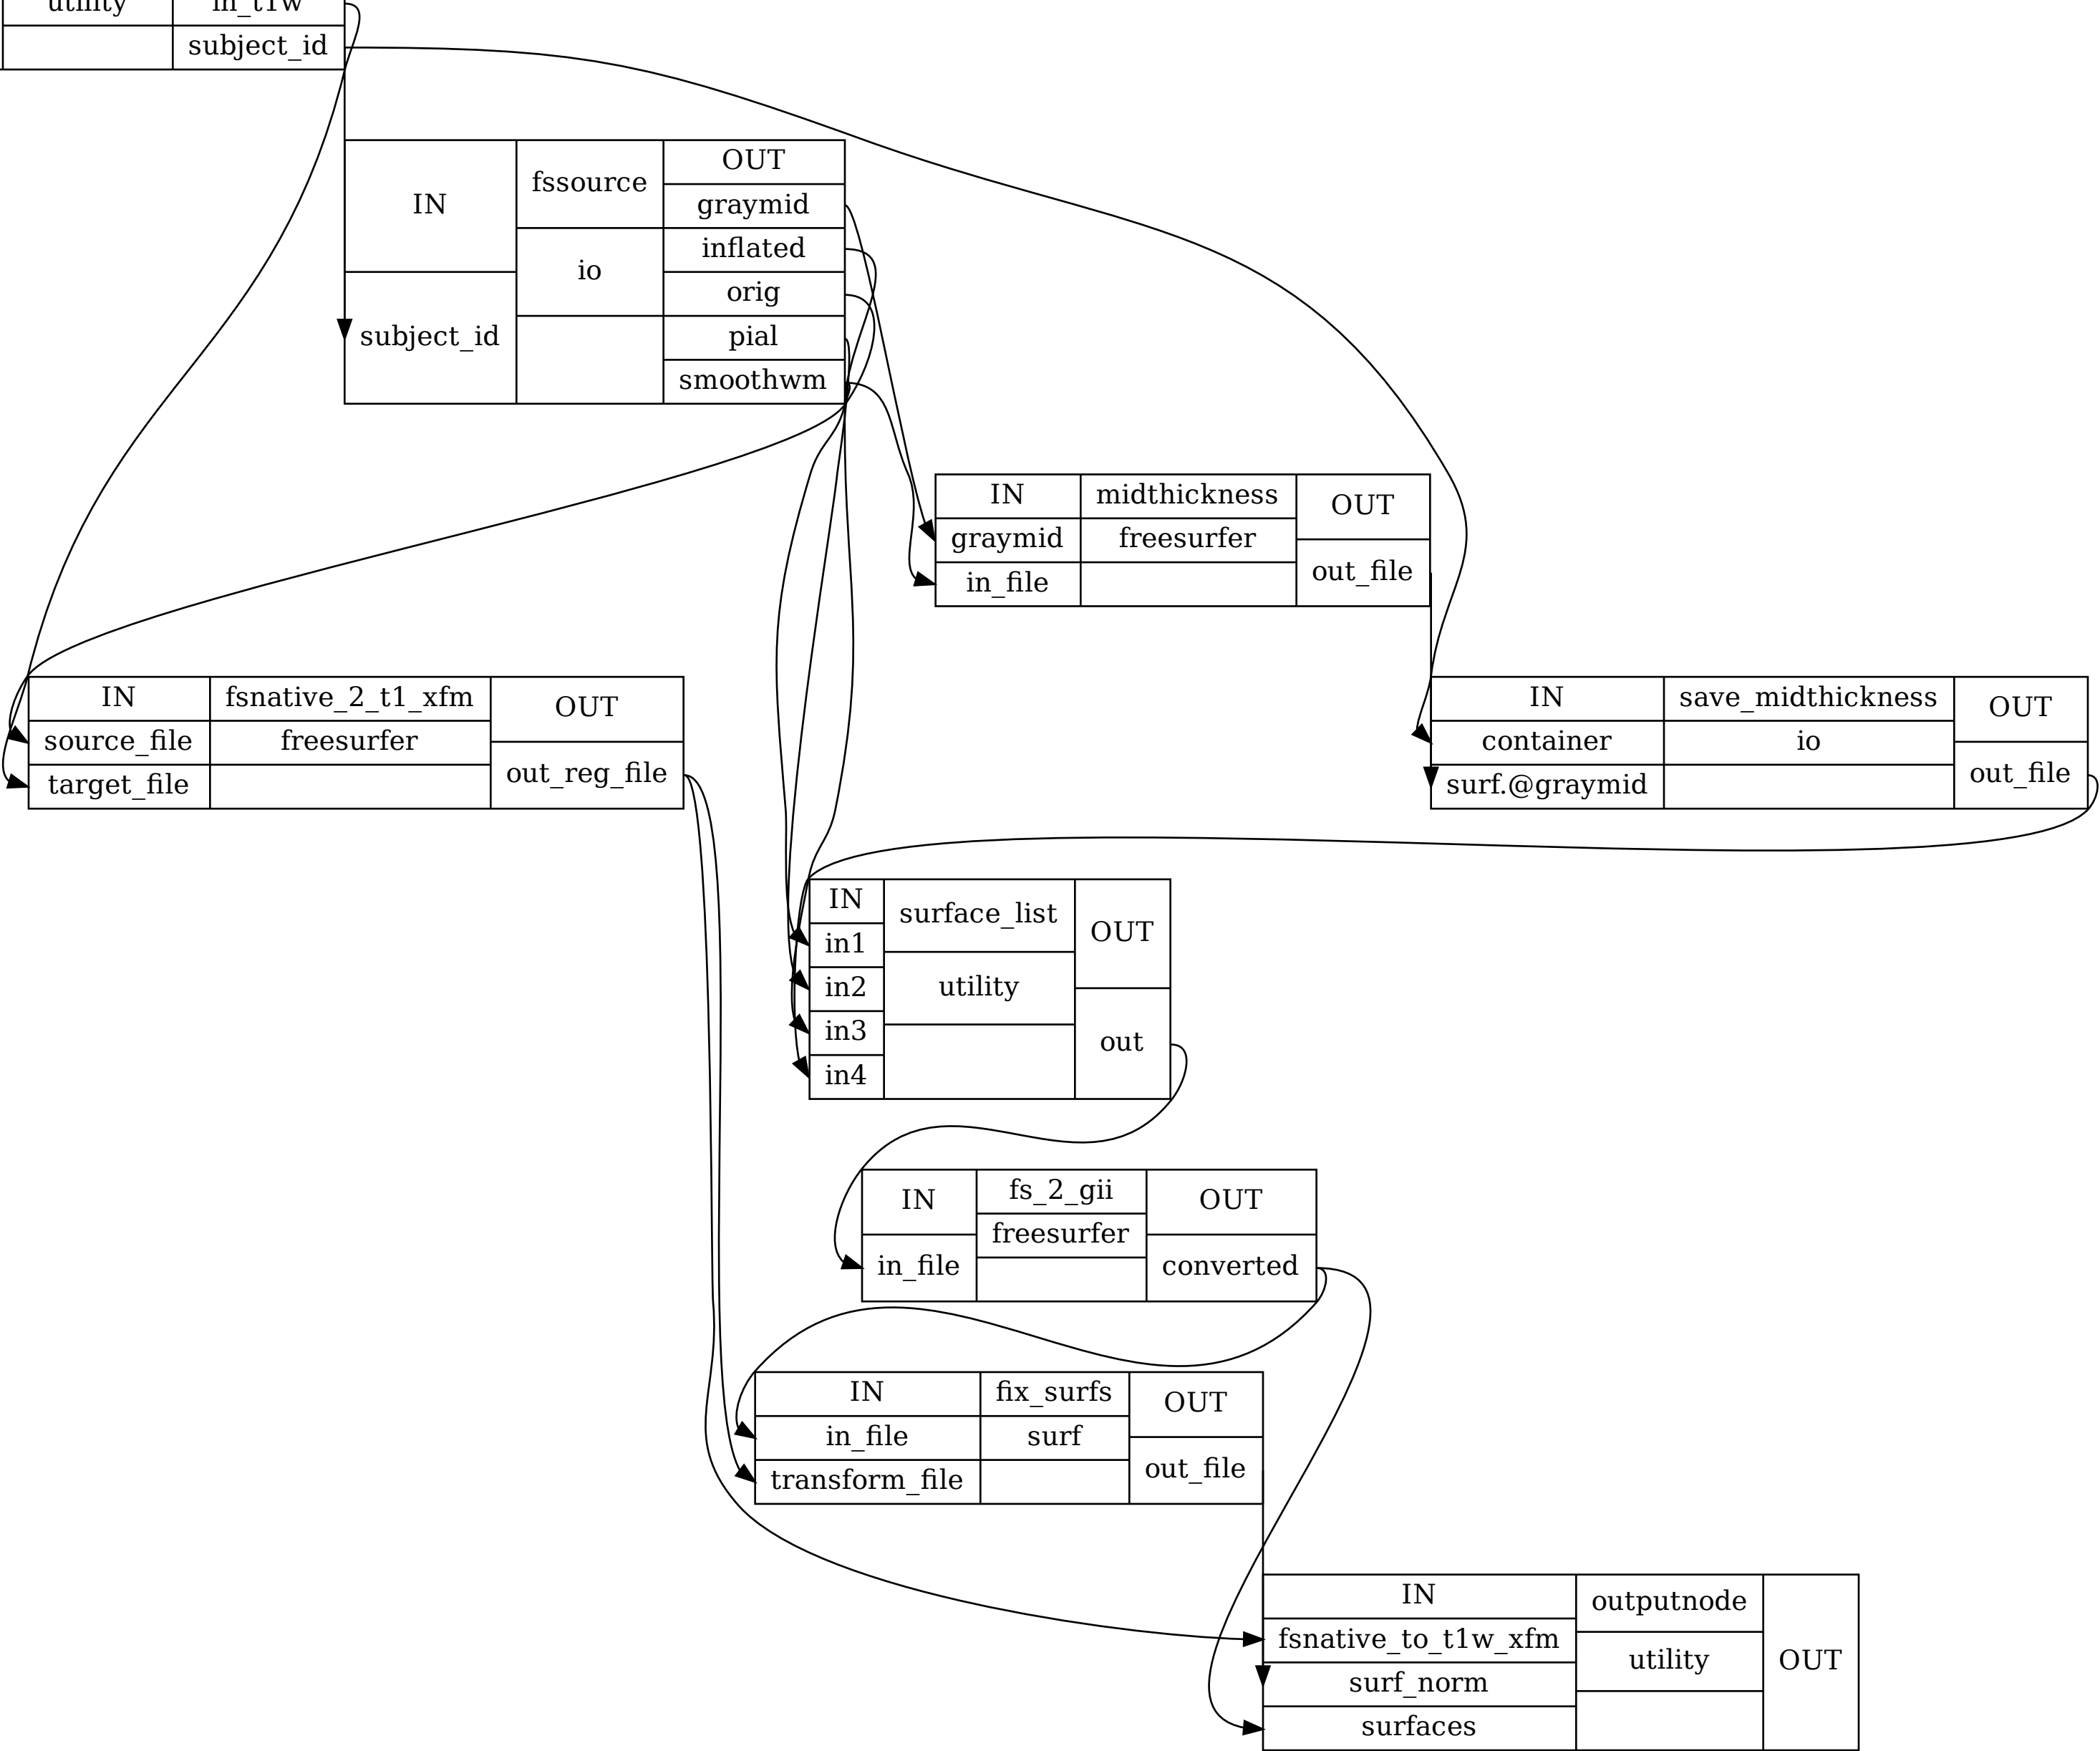 utility
in_t1w
subject_id
IN
subject_id
fssource
io
OUT
graymid
inflated
orig
pial
smoothwm
IN
graymid
in_file
midthickness
freesurfer
OUT
out_file
IN
source_file
target_file
fsnative_2_t1_xfm
freesurfer
OUT
out_reg_file
IN
container
surf.@graymid
save_midthickness
io
OUT
out_file
IN
in1
in2
in3
in4
surface_list
utility
OUT
out
IN
in_file
fs_2_gii
freesurfer
OUT
converted
IN
in_file
transform_file
fix_surfs
surf
OUT
out_file
IN
fsnative_to_t1w_xfm
surf_norm
surfaces
outputnode
utility
OUT